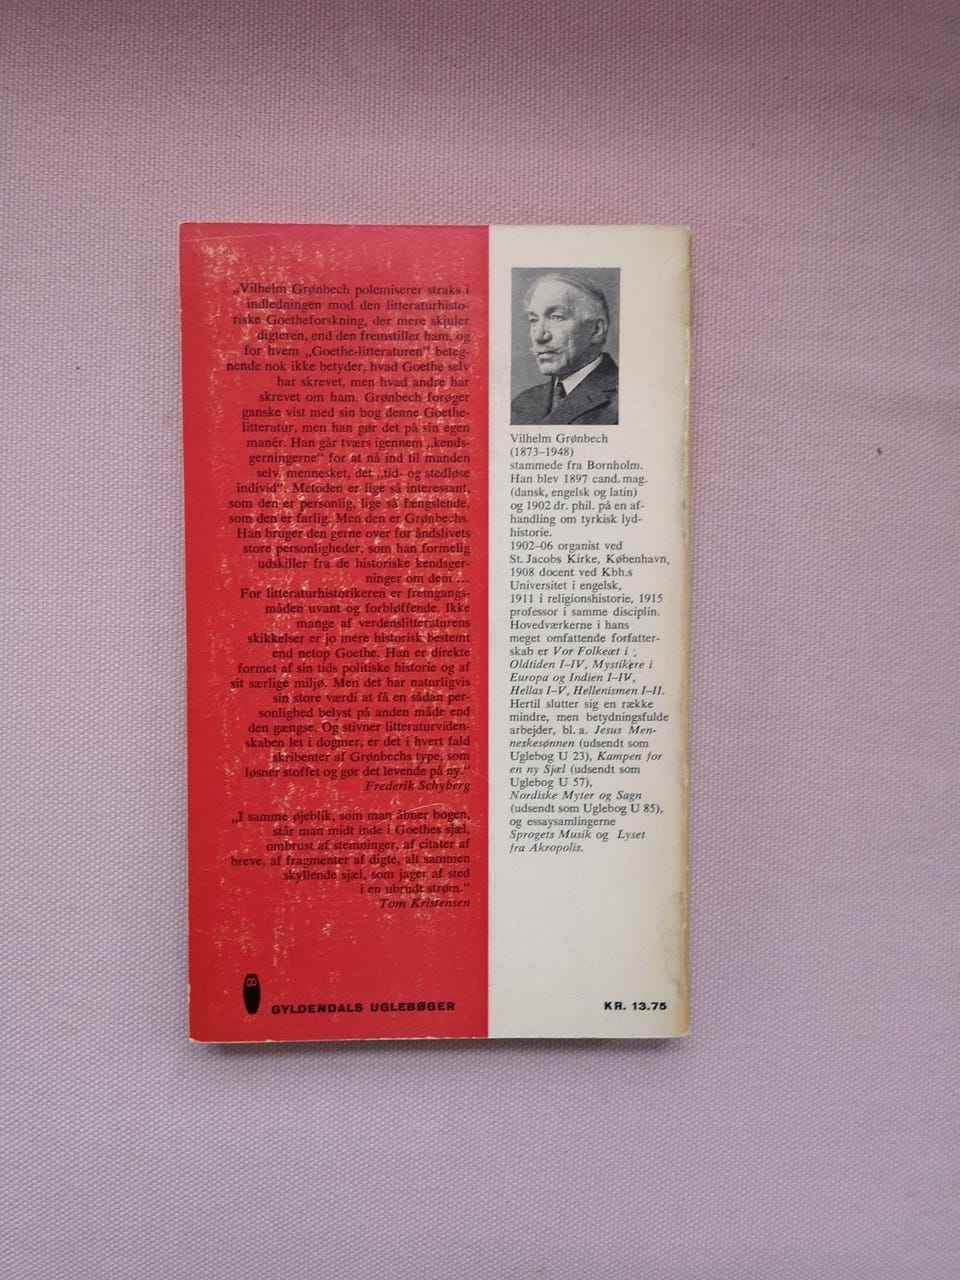 „Vilhelm Grønbech polemiserer straks i
indledningen mod den litteraturhisto-
riske Goetheforskning, der mere skjuler
digteren, end den fremstiller ham, og
for hvem „Goethe-litteraturen“ beteg-
nende nok ikke betyder, hvad Goethe selv
har skrevet, men hvad andre har
skrevet om ham. Grønbech forøger
ganske vist med sin bog denne Goethe-
litteratur, men han gør det på sin egen
manér. Han går tværs igennem „kends-
gerningerne“ for at nå ind til manden
selv, mennesket, det „tid- og stedløse
individ“. Metoden er lige så interessant,
som den er personlig, lige så fængslende,
som den er farlig. Men den er Grønbechs.
Han bruger den gerne over for åndslivets
store personligheder, som han formelig
udskiller fra de historiske kendsger-
ninger om dem ...
For litteraturhistorikeren er fremgangs-
måden uvant og forbløffende. Ikke
mange af verdenslitteraturens
skikkelser er jo mere historisk bestemt
end netop Goethe. Han er direkte
formet af sin tids politiske historie og af
sit særlige miljø. Men det har naturligvis
sin store værdi at få en sådan per-
sonlighed belyst på anden måde end
den gængse. Og stivner litteraturviden-
skaben let i dogmer, er det i hvert fald
skribenter af Grønbechs type, som
løsner stoffet og gør det levende på ny.“
Frederik Schyberg
„I samme øjeblik, som man åbner bogen,
står man midt inde i Goethes sjæl,
ombrust af stemninger, af citater af
breve, af fragmenter af digte, alt sammen
skyllende sjæl, som jager af sted
i en ubrudt strøm.“
Tom Kristensen
GYLDENDALS UGLEBØGER
Vilhelm Grønbech
(1873–1948)
stammede fra Bornholm.
Han blev 1897 cand. mag.
(dansk, engelsk og latin)
og 1902 dr. phil. på en af-
handling om tyrkisk lyd-
historie.
1902–06 organist ved
St. Jacobs Kirke, København,
1908 docent ved Kbh.s
Universitet i engelsk,
1911 i religionshistorie, 1915
professor i samme disciplin.
Hovedværkerne i hans
meget omfattende forfatter-
skab er Vor Folkeæt i
Oldtiden I–IV, Mystikere i
Europa og Indien I–IV,
Hellas I–V, Hellenismen I–II.
Hertil slutter sig en række
mindre, men betydningsfulde
arbejder, bl. a. Jesus Men-
neskesønnen (udsendt som
Uglebog U 23), Kampen for
en ny Sjæl (udsendt som
Uglebog U 57),
Nordiske Myter og Sagn
(udsendt som Uglebog U 85),
og essaysamlingerne
Sprogets Musik og Lyset
fra Akropolis.
KR. 13.75